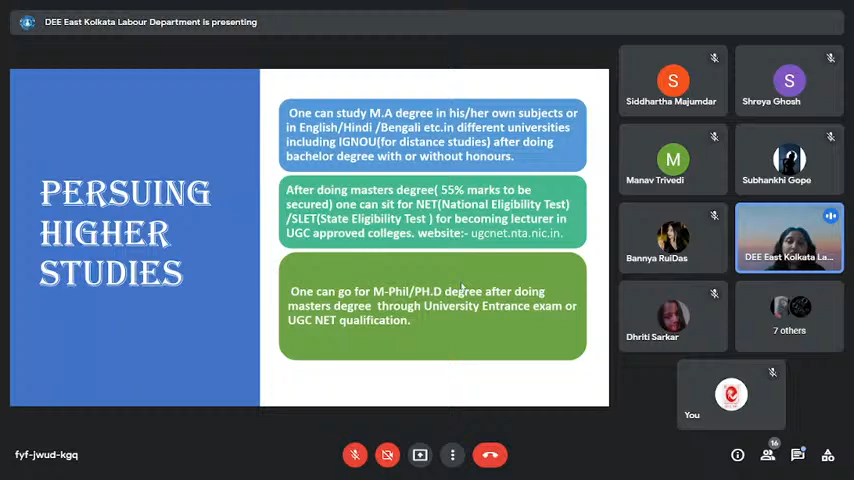 DEE East Kolkata Labour Department is presenting
PERSUING
HIGHER
STUDIES
One can study M.A degree in his/her own subjects or
in English/Hindi /Bengali etc.in different universities
including IGNOU(for distance studies) after doing
bachelor degree with or without honours.
After doing masters degree( 55% marks to be
secured) one can sit for NET(National Eligibility Test)
/SLET(State Eligibility Test ) for becoming lecturer in
UGC approved colleges. website:- ugcnet.nta.nic.in.
One can go for M-Phil/PH.D degree after doing
masters degree through University Entrance exam or
UGC NET qualification.
S
Siddhartha Majumdar
S
Shreya Ghosh
M
Manav Trivedi
Subhankhi Gope
Bannya RuiDas
DEE East Kolkata La...
Dhriti Sarkar
7 others
You
fyf-jwud-kgq
16